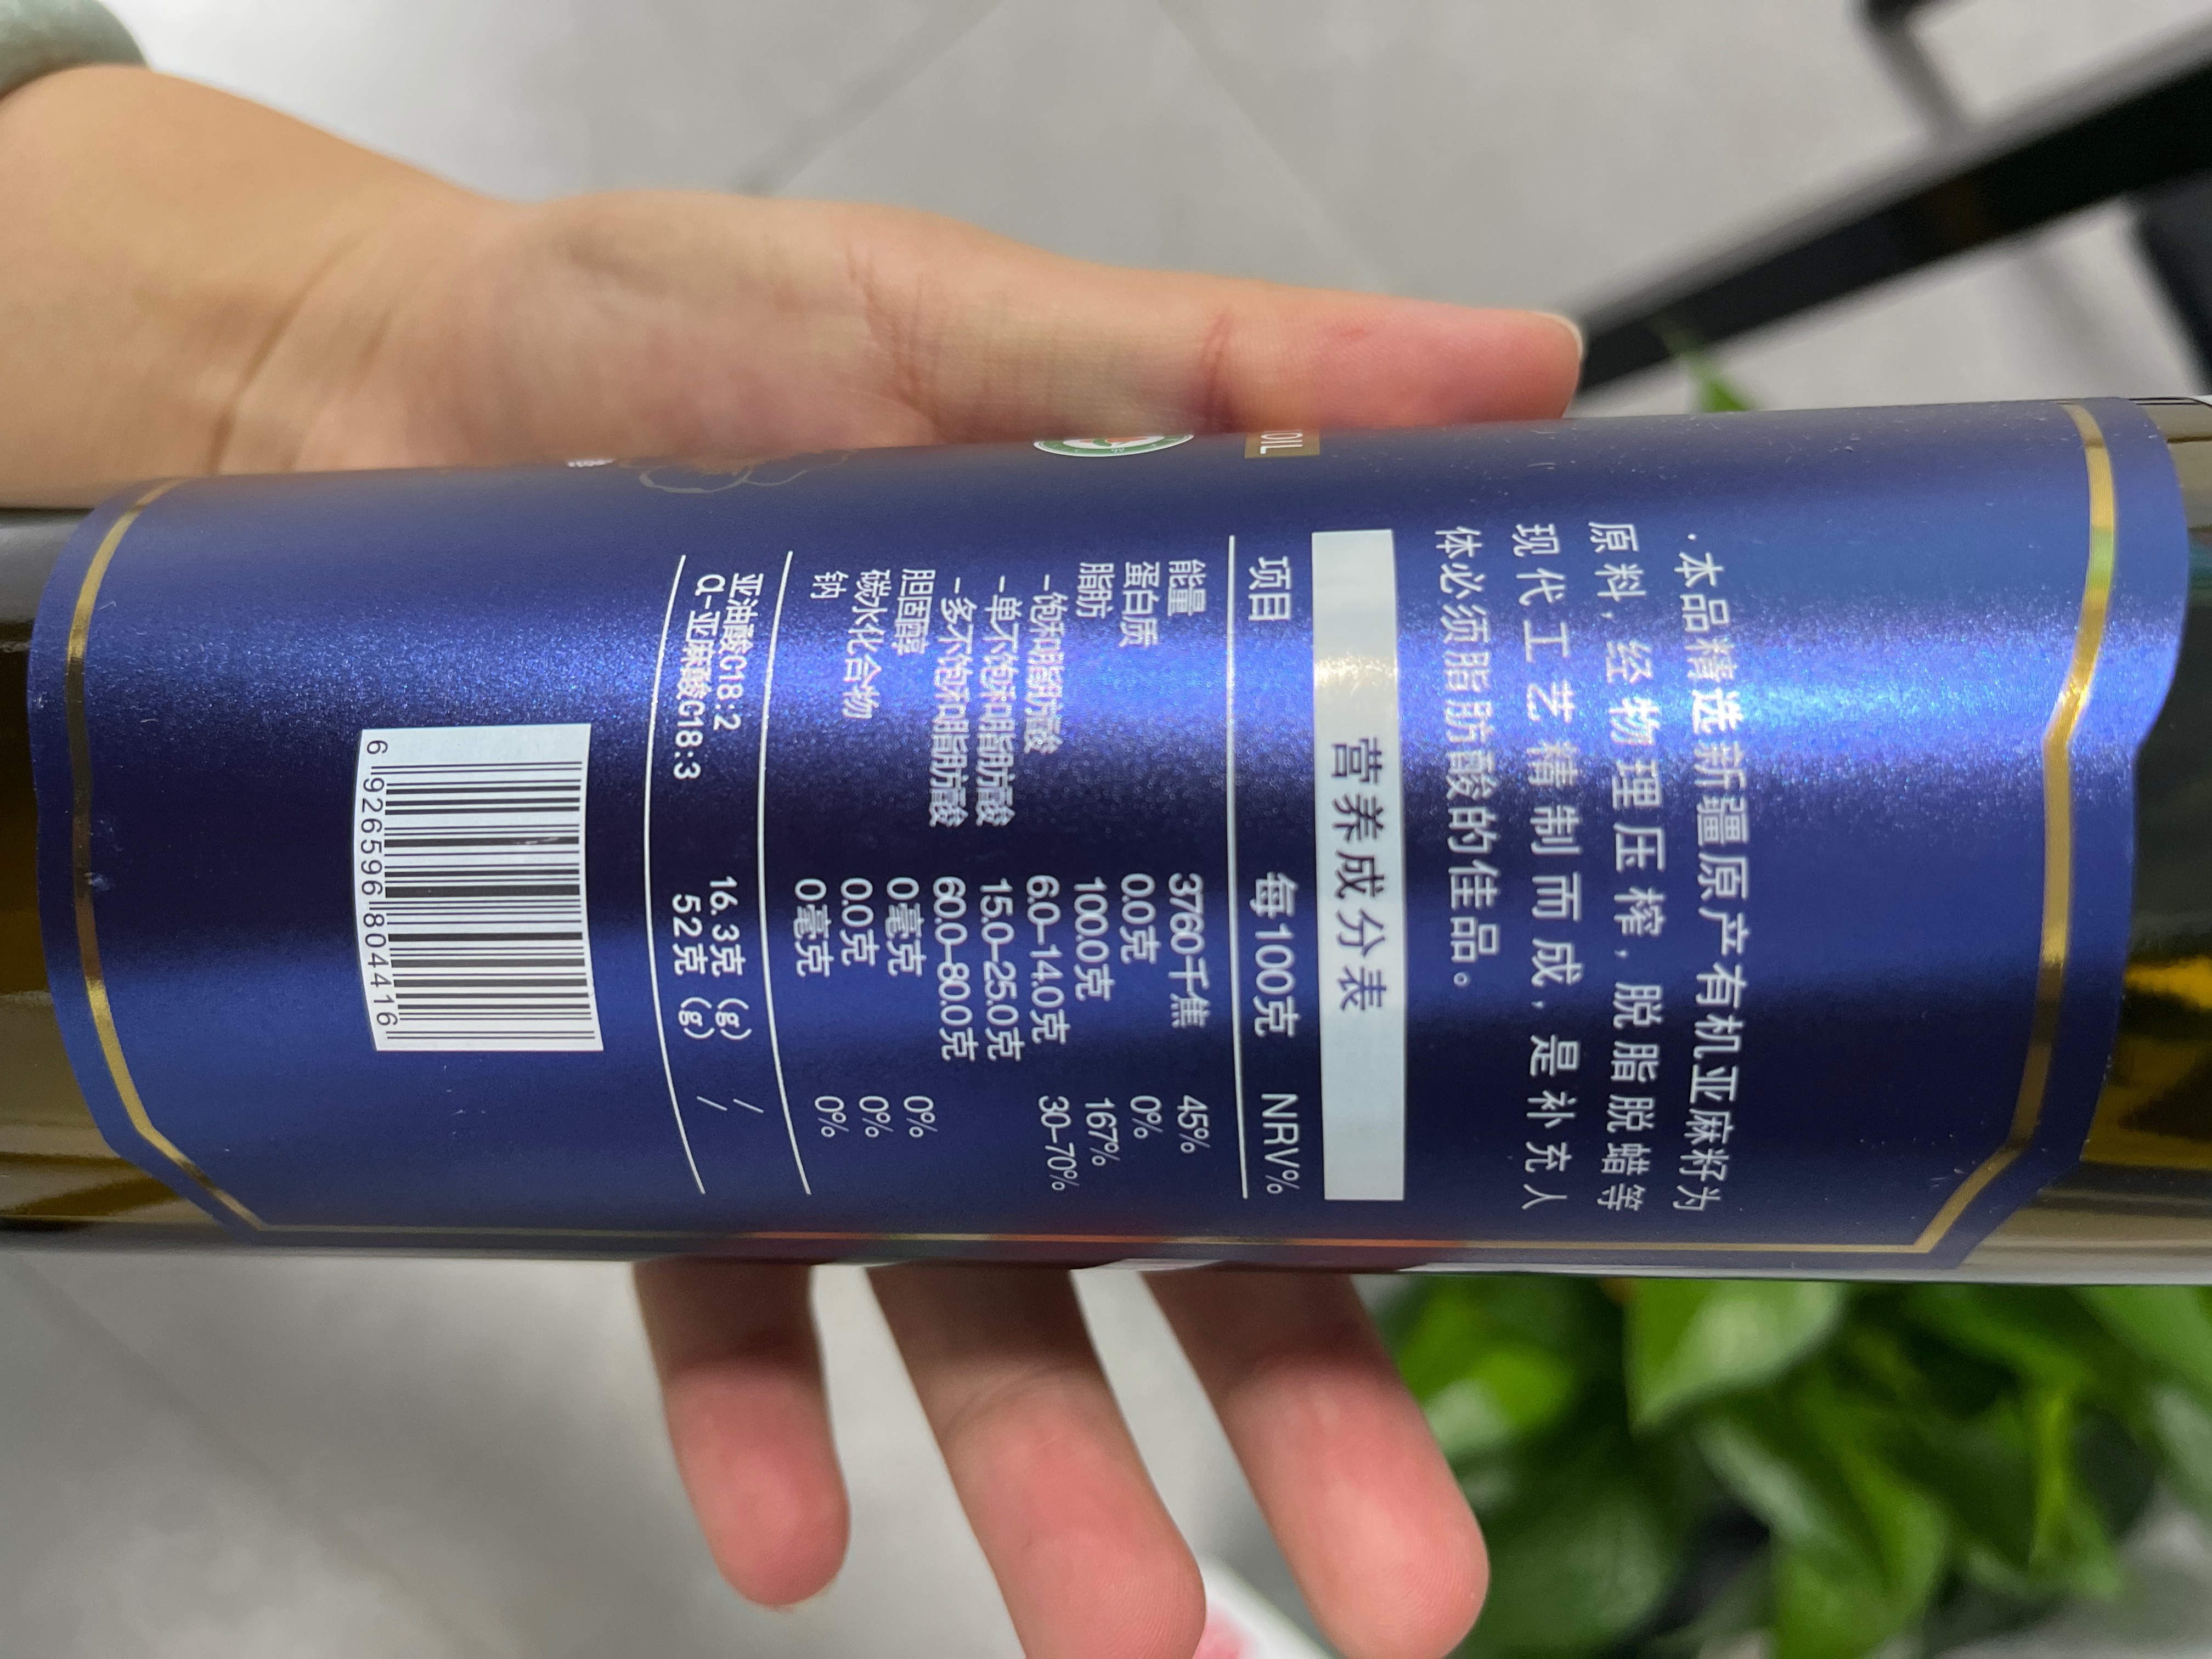 ·本品精选新疆原产有机亚麻籽为
原料，经物理压榨，脱脂脱蜡等
现代工艺精制而成，是补充人
体必须脂肪酸的佳品。
营养成分表
项目 每100克 NRV%
能量 3760千焦 45%
蛋白质 0.0克 0%
脂肪 100.0克 167%
-饱和脂肪酸 6.0-14.0克 30-70%
-单不饱和脂肪酸 15.0-25.0克
-多不饱和脂肪酸 60.0-80.0克
胆固醇 0毫克 0%
碳水化合物 0.0克 0%
钠 0毫克 0%
亚油酸C18:2 16.3克（g） /
α-亚麻酸C18:3 52克（g） /
6 926596 804416
OIL